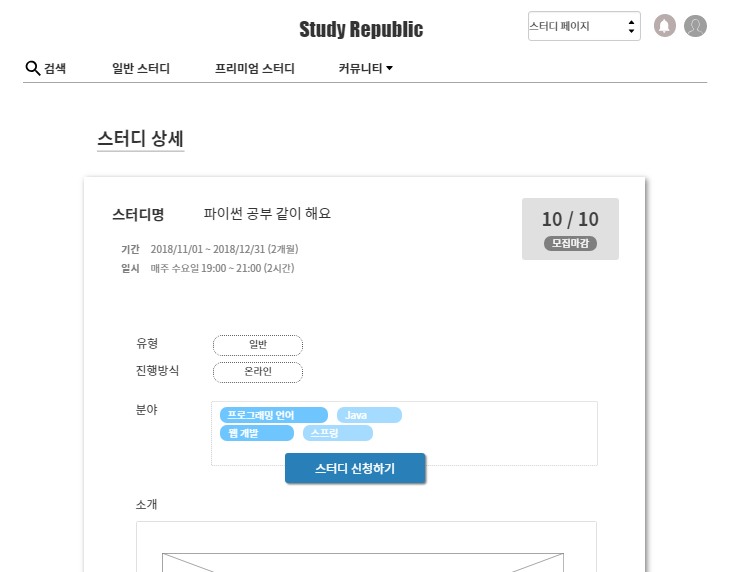 Study Republic
스터디 페이지
검색 일반 스터디 프리미엄 스터디 커뮤니티
스터디 상세
스터디명 파이썬 공부 같이 해요
10 / 10
모집마감
기간 2018/11/01 ~ 2018/12/31 (2개월)
일시 매주 수요일 19:00 ~ 21:00 (2시간)
유형 일반
진행방식 온라인
분야 프로그래밍 언어 Java
웹 개발 스프링
스터디 신청하기
소개